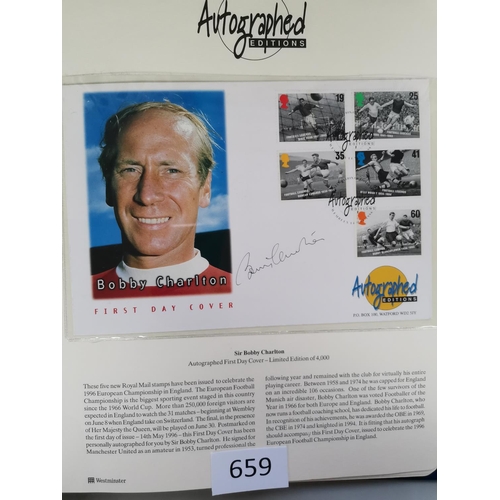 Autographed
EDITIONS
19
25
35
41
60
Bobby Charlton
FIRST DAY COVER
Autographed
EDITIONS
P.O. BOX 100, WATFORD WD2 5TJ
Sir Bobby Charlton
Autographed First Day Cover - Limited Edition of 4,000
These five new Royal Mail stamps have been issued to celebrate the
1996 European Championship in England. The European Football
Championship is the biggest sporting event staged in this country
since the 1966 World Cup. More than 250,000 foreign visitors are
expected in England to watch the 31 matches - beginning at Wembley
on June 8 when England take on Switzerland. The final, in the presence
of Her Majesty the Queen, will be played on June 30. Postmarked on
the first day of issue - 14th May 1996 - this First Day Cover has been
personally autographed for you by Sir Bobby Charlton. He signed for
Manchester United as an amateur in 1953, turned professional the
following year and remained with the club for virtually his entire
playing career. Between 1958 and 1974 he was capped for England
on an incredible 106 occasions. One of the few survivors of the
Munich air disaster, Bobby Charlton was voted Footballer of the
Year in 1966 for both Europe and England. Bobby Charlton, who
now runs a football coaching school, has dedicated his life to football.
In recognition of his achievements, he was awarded the OBE in 1969,
the CBE in 1974 and knighted in 1994. It is fitting that his autograph
should accompany this First Day Cover, issued to celebrate the 1996
European Football Championship in England.
659
Westminster